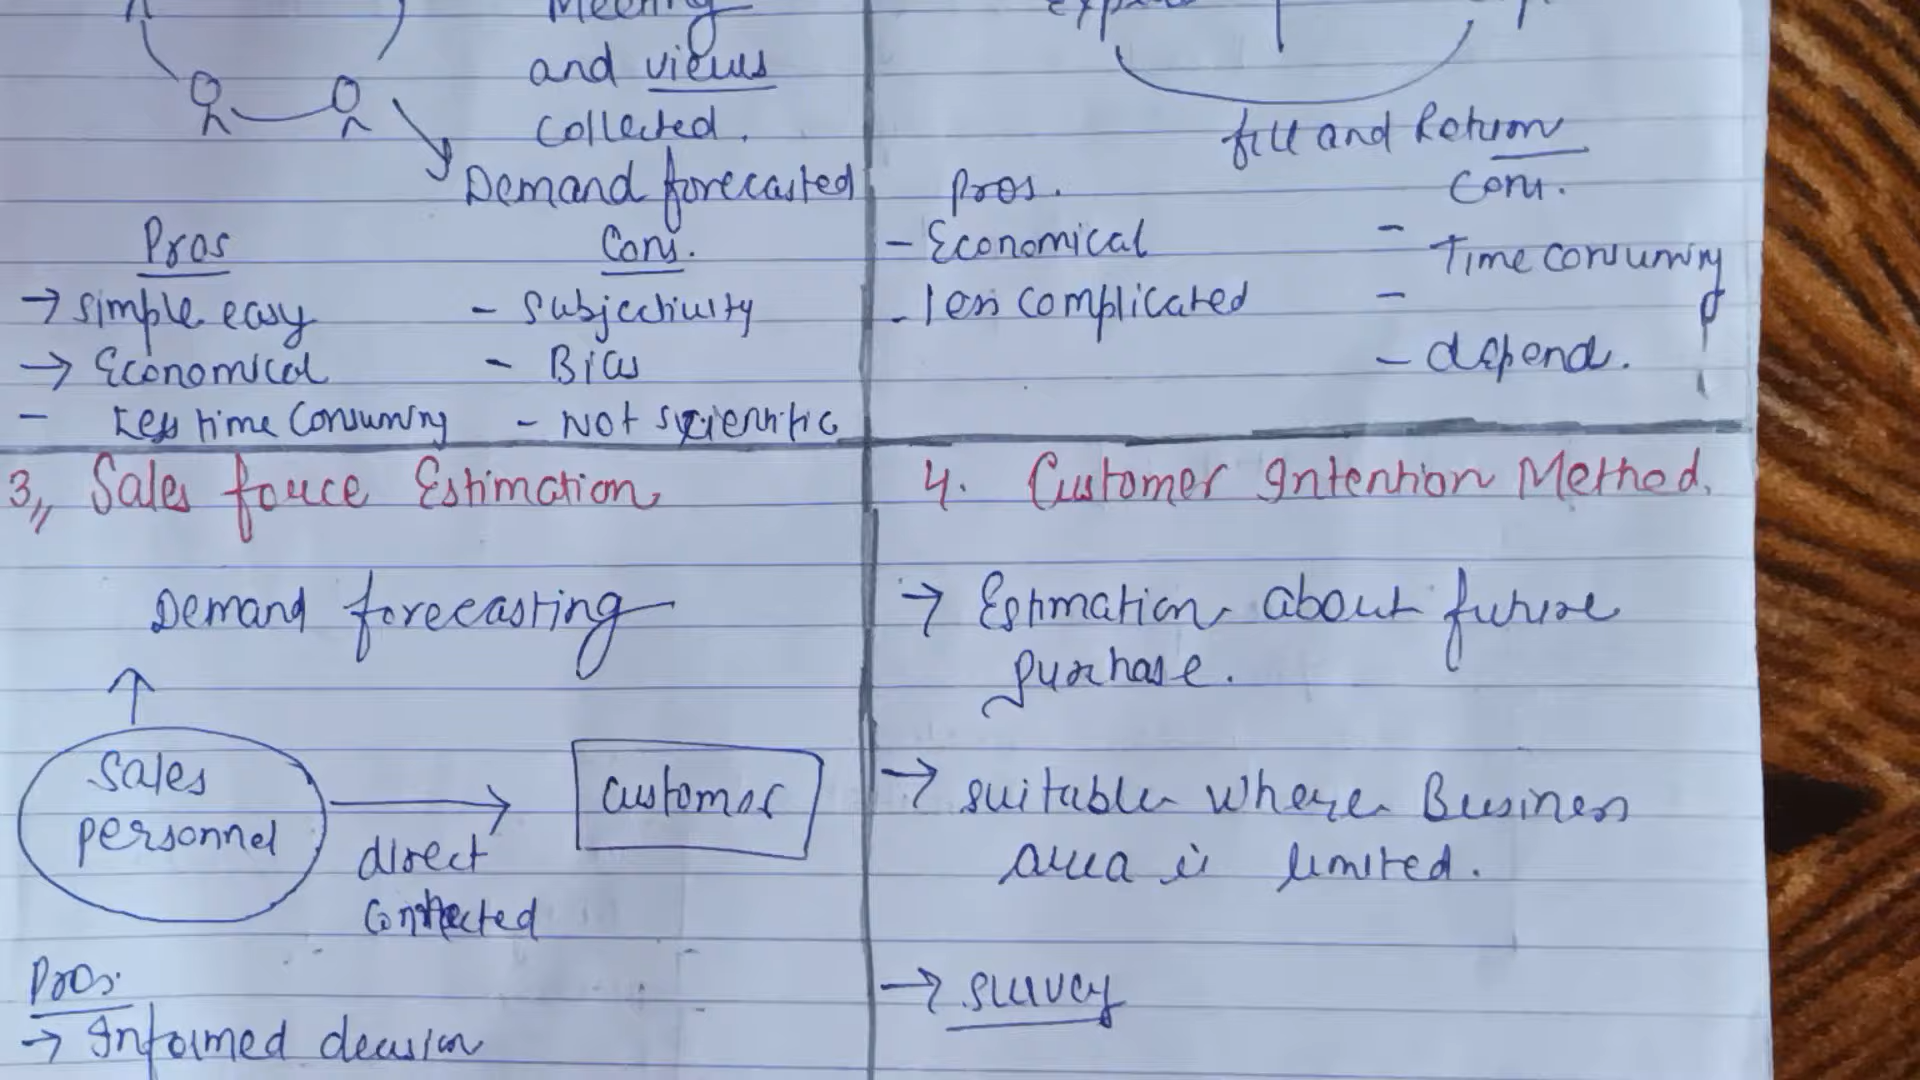 Meeting
and views
collected.
Demand forecasted
Pros
Cons.
→ simple easy
- Subjectivity
→ Economical
- Bias
- Less time Consuming
- Not scientific
fill and Return
Pros.
Cons.
- Economical
- Time consuming
- less complicated
-
- depend.
3,, Sales force Estimation
Demand forecasting
Sales
personnel
direct
Connected
customer
Pros.
→ Informed decision
4. Customer Intention Method.
→ Estimation about future
purchase.
→ suitable where Business
area is limited.
→ survey